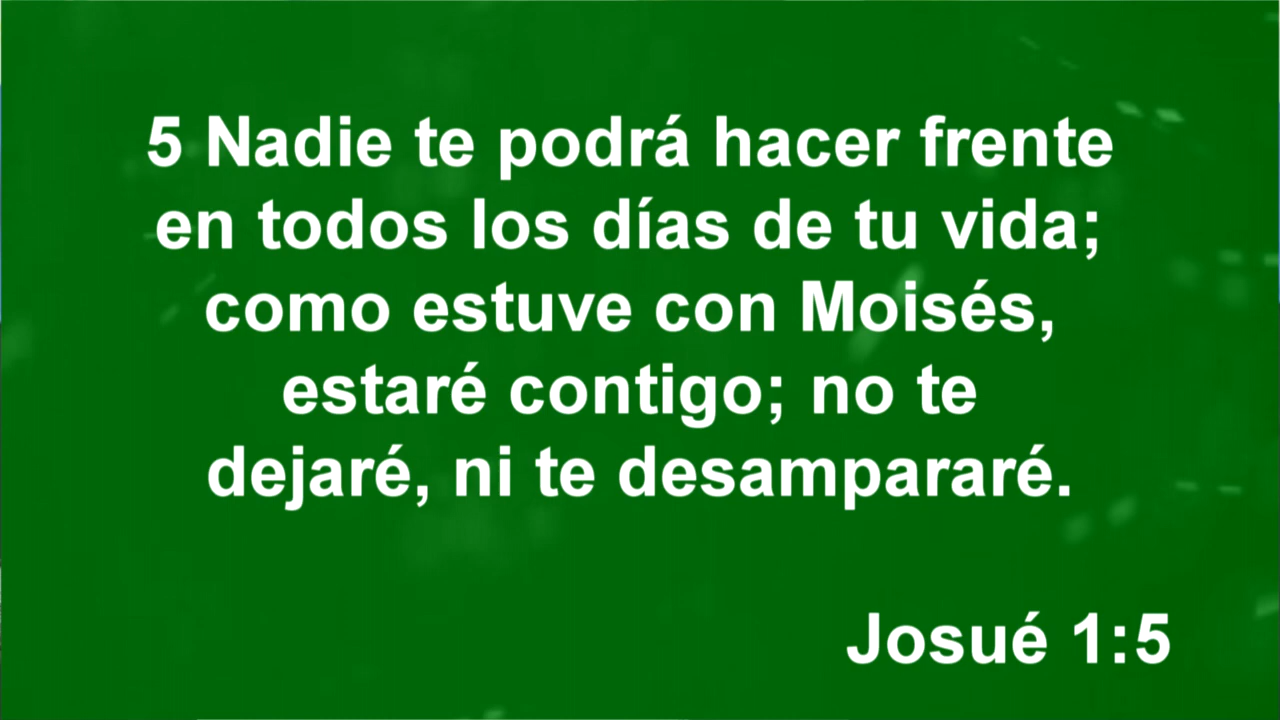 5 Nadie te podrá hacer frente
en todos los días de tu vida;
como estuve con Moisés,
estaré contigo; no te
dejaré, ni te desampararé.
Josué 1:5